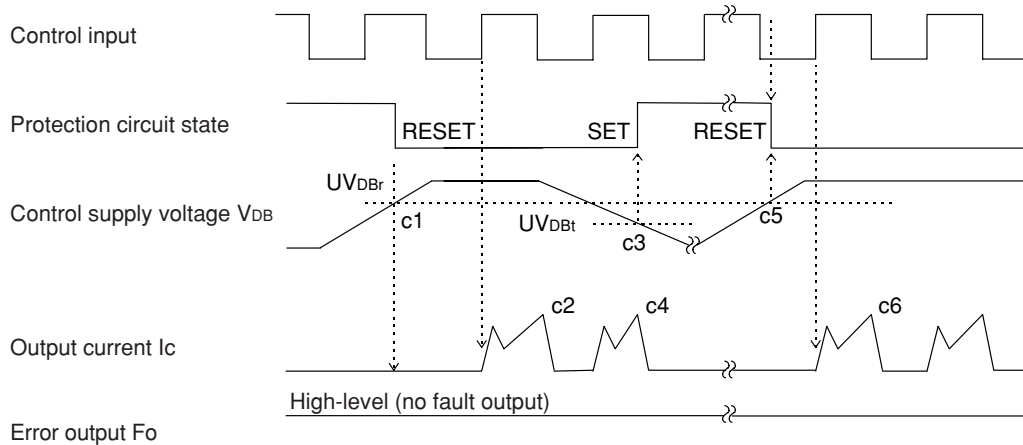 Control input
Protection circuit state
RESET
SET
RESET
UVDBr
Control supply voltage VDB
c1
UVDBt
c3
c5
c2
c4
c6
Output current Ic
High-level (no fault output)
Error output Fo